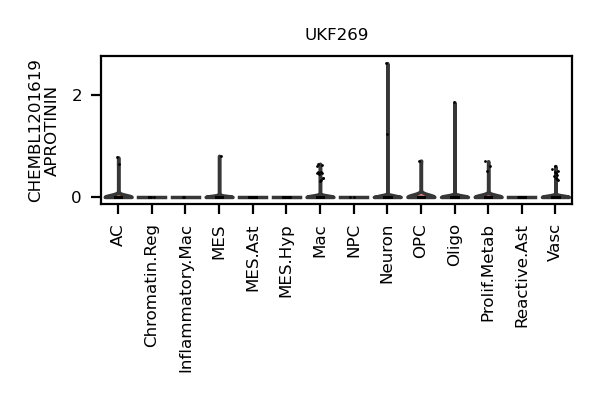 UKF269
CHEMBL1201619
APROTININ
2
0
AC
Chromatin.Reg
Inflammatory.Mac
MES
MES.Ast
MES.Hyp
Mac
NPC
Neuron
OPC
Oligo
Prolif.Metab
Reactive.Ast
Vasc